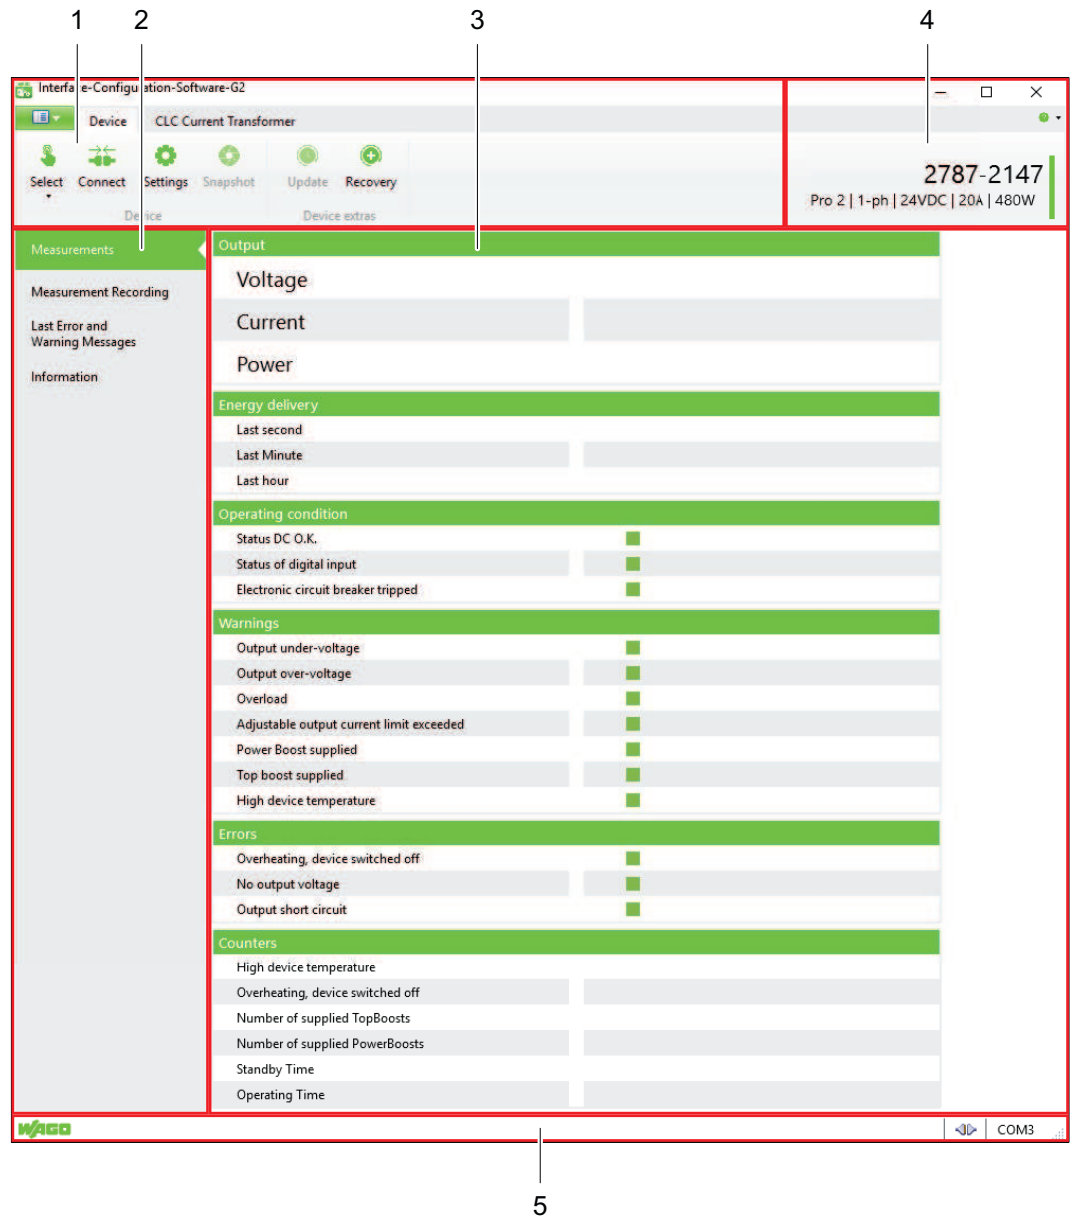 1 2 3 4
Interface-Configuration-Software-G2
Device CLC Current Transformer
Select Connect Settings Snapshot Update Recovery
Device Device extras
2787-2147
Pro 2 | 1-ph | 24VDC | 20A | 480W
Measurements
Measurement Recording
Last Error and
Warning Messages
Information
Output
Voltage
Current
Power
Energy delivery
Last second
Last Minute
Last hour
Operating condition
Status DC O.K.
Status of digital input
Electronic circuit breaker tripped
Warnings
Output under-voltage
Output over-voltage
Overload
Adjustable output current limit exceeded
Power Boost supplied
Top boost supplied
High device temperature
Errors
Overheating, device switched off
No output voltage
Output short circuit
Counters
High device temperature
Overheating, device switched off
Number of supplied TopBoosts
Number of supplied PowerBoosts
Standby Time
Operating Time
WAGO COM3
5